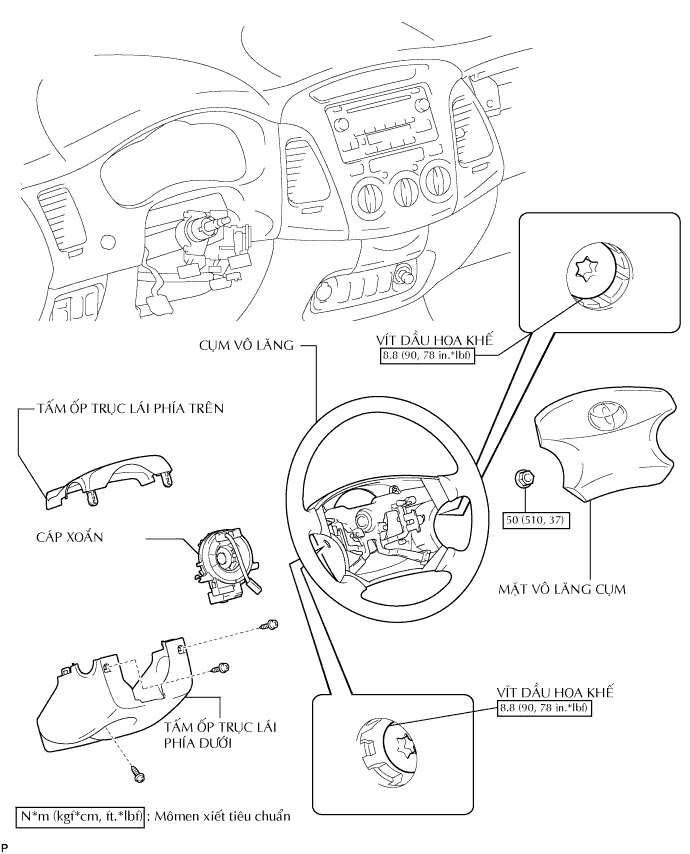 CỤM VÔ LĂNG
VÍT DẦU HOA KHẾ
8.8 (90, 78 in.*lbf)
TẤM ỐP TRỤC LÁI PHÍA TRÊN
50 (510, 37)
CÁP XOẮN
MẶT VÔ LĂNG CỤM
VÍT DẦU HOA KHẾ
8.8 (90, 78 in.*lbf)
TẤM ỐP TRỤC LÁI
PHÍA DƯỚI
N*m (kgf*cm, ft.*lbf) : Mômen xiết tiêu chuẩn
P